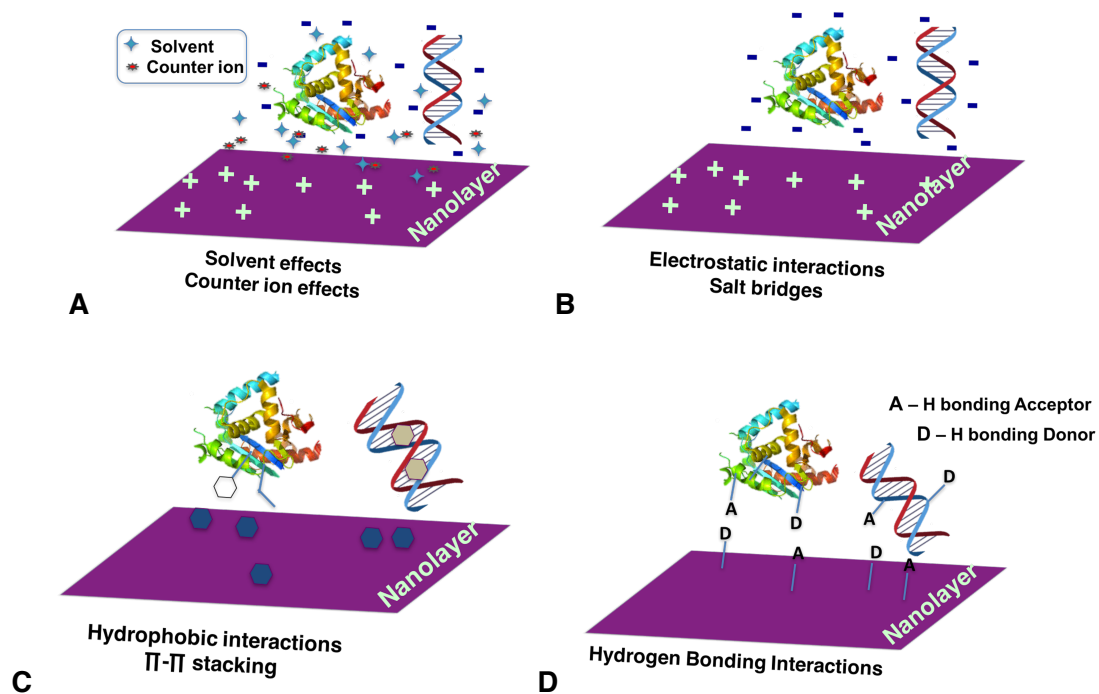 Solvent
Counter ion
Nanolayer
Solvent effects
Counter ion effects
A
Nanolayer
Electrostatic interactions
Salt bridges
B
Nanolayer
Hydrophobic interactions
∏-∏ stacking
C
A – H bonding Acceptor
D – H bonding Donor
D
A
D
A
D
A
D
A
Nanolayer
Hydrogen Bonding Interactions
D